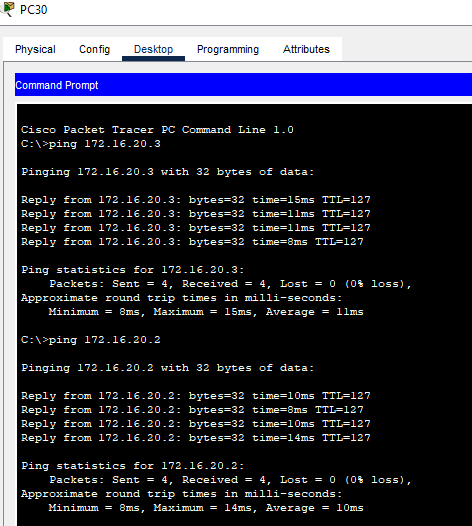 PC30
Physical Config Desktop Programming Attributes
Command Prompt
Cisco Packet Tracer PC Command Line 1.0
C:\>ping 172.16.20.3
Pinging 172.16.20.3 with 32 bytes of data:
Reply from 172.16.20.3: bytes=32 time=15ms TTL=127
Reply from 172.16.20.3: bytes=32 time=11ms TTL=127
Reply from 172.16.20.3: bytes=32 time=11ms TTL=127
Reply from 172.16.20.3: bytes=32 time=8ms TTL=127
Ping statistics for 172.16.20.3:
Packets: Sent = 4, Received = 4, Lost = 0 (0% loss),
Approximate round trip times in milli-seconds:
Minimum = 8ms, Maximum = 15ms, Average = 11ms
C:\>ping 172.16.20.2
Pinging 172.16.20.2 with 32 bytes of data:
Reply from 172.16.20.2: bytes=32 time=10ms TTL=127
Reply from 172.16.20.2: bytes=32 time=8ms TTL=127
Reply from 172.16.20.2: bytes=32 time=10ms TTL=127
Reply from 172.16.20.2: bytes=32 time=14ms TTL=127
Ping statistics for 172.16.20.2:
Packets: Sent = 4, Received = 4, Lost = 0 (0% loss),
Approximate round trip times in milli-seconds:
Minimum = 8ms, Maximum = 14ms, Average = 10ms